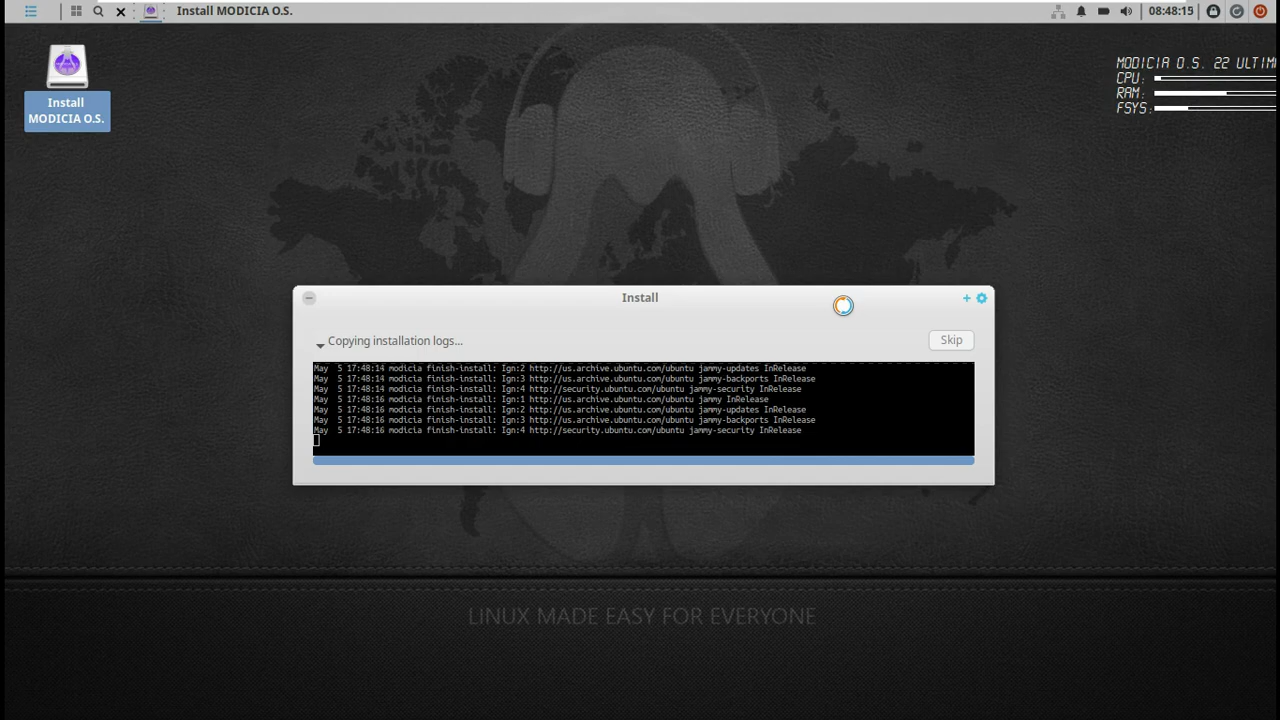 Install MODICIA O.S.
08:48:15
Install
MODICIA O.S.
MODICIA O.S. 22 ULTIM
CPU:
RAM:
FSYS:
Install
Copying installation logs...
Skip
May  5 17:48:14 modicia finish-install: Ign:2 http://us.archive.ubuntu.com/ubuntu jammy-updates InRelease
May  5 17:48:14 modicia finish-install: Ign:3 http://us.archive.ubuntu.com/ubuntu jammy-backports InRelease
May  5 17:48:14 modicia finish-install: Ign:4 http://security.ubuntu.com/ubuntu jammy-security InRelease
May  5 17:48:16 modicia finish-install: Ign:1 http://us.archive.ubuntu.com/ubuntu jammy InRelease
May  5 17:48:16 modicia finish-install: Ign:2 http://us.archive.ubuntu.com/ubuntu jammy-updates InRelease
May  5 17:48:16 modicia finish-install: Ign:3 http://us.archive.ubuntu.com/ubuntu jammy-backports InRelease
May  5 17:48:16 modicia finish-install: Ign:4 http://security.ubuntu.com/ubuntu jammy-security InRelease
LINUX MADE EASY FOR EVERYONE